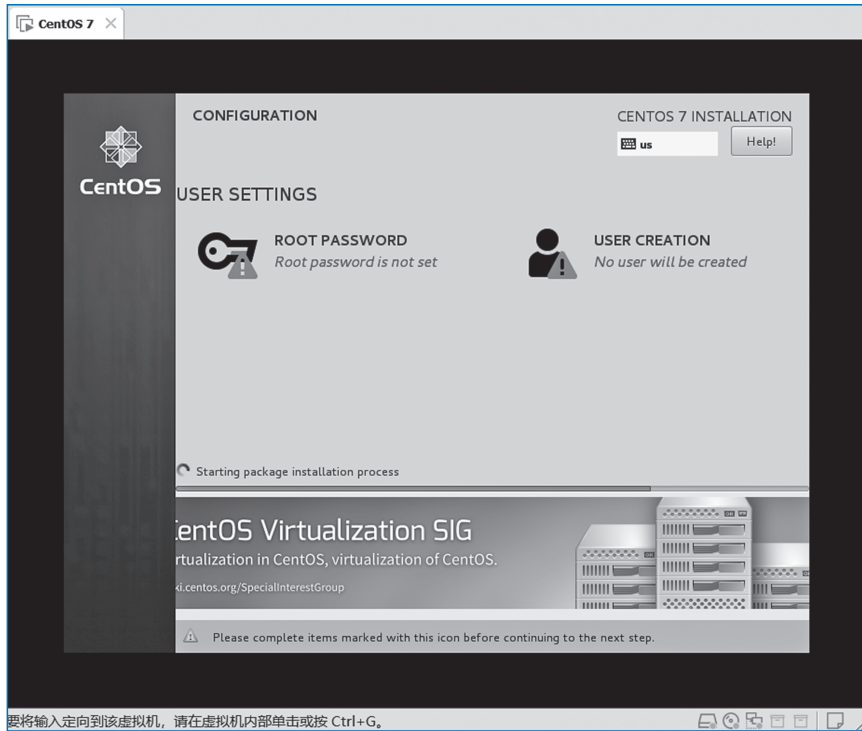 CentOS 7
CONFIGURATION
CENTOS 7 INSTALLATION
us
Help!
CentOS
USER SETTINGS
ROOT PASSWORD
Root password is not set
USER CREATION
No user will be created
Starting package installation process
entOS Virtualization SIG
rtualization in CentOS, virtualization of CentOS.
ki.centos.org/SpecialInterestGroup
Please complete items marked with this icon before continuing to the next step.
要将输入定向到该虚拟机，请在虚拟机内部单击或按 Ctrl+G。